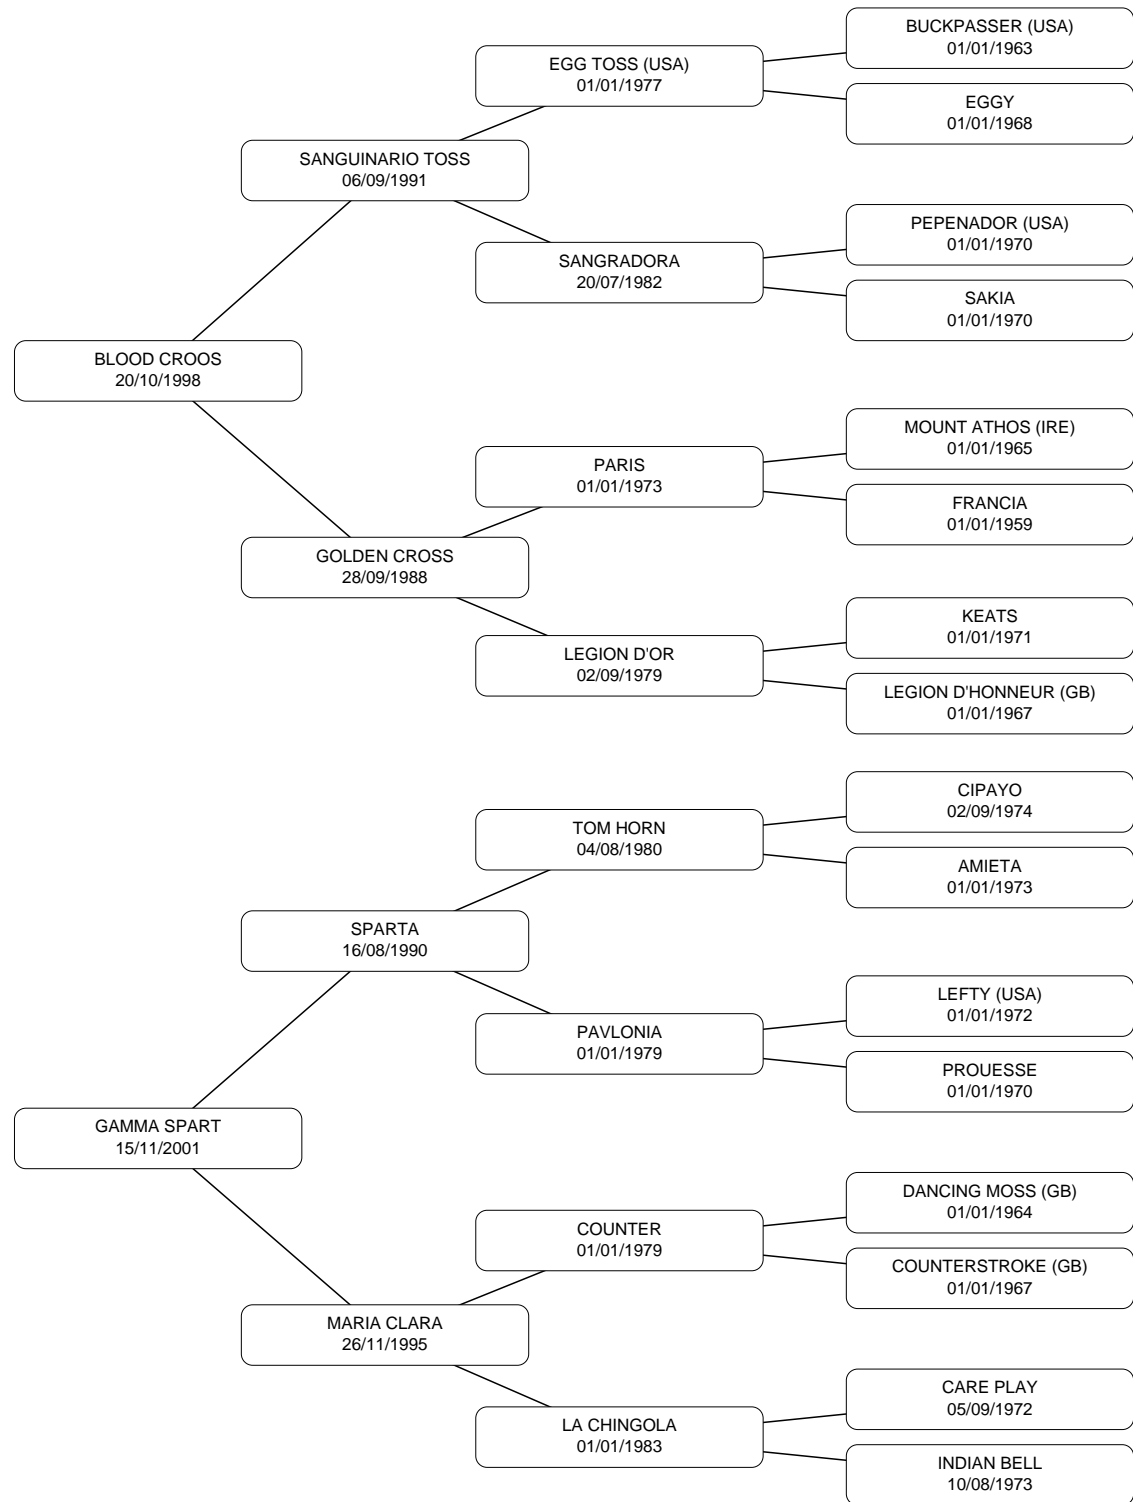 BUCKPASSER (USA)
01/01/1963
EGG TOSS (USA)
01/01/1977
EGGY
01/01/1968
SANGUINARIO TOSS
06/09/1991
PEPENADOR (USA)
01/01/1970
SANGRADORA
20/07/1982
SAKIA
01/01/1970
BLOOD CROOS
20/10/1998
MOUNT ATHOS (IRE)
01/01/1965
PARIS
01/01/1973
FRANCIA
01/01/1959
GOLDEN CROSS
28/09/1988
KEATS
01/01/1971
LEGION D'OR
02/09/1979
LEGION D'HONNEUR (GB)
01/01/1967
CIPAYO
02/09/1974
TOM HORN
04/08/1980
AMIETA
01/01/1973
SPARTA
16/08/1990
LEFTY (USA)
01/01/1972
PAVLONIA
01/01/1979
PROUESSE
01/01/1970
GAMMA SPART
15/11/2001
DANCING MOSS (GB)
01/01/1964
COUNTER
01/01/1979
COUNTERSTROKE (GB)
01/01/1967
MARIA CLARA
26/11/1995
CARE PLAY
05/09/1972
LA CHINGOLA
01/01/1983
INDIAN BELL
10/08/1973